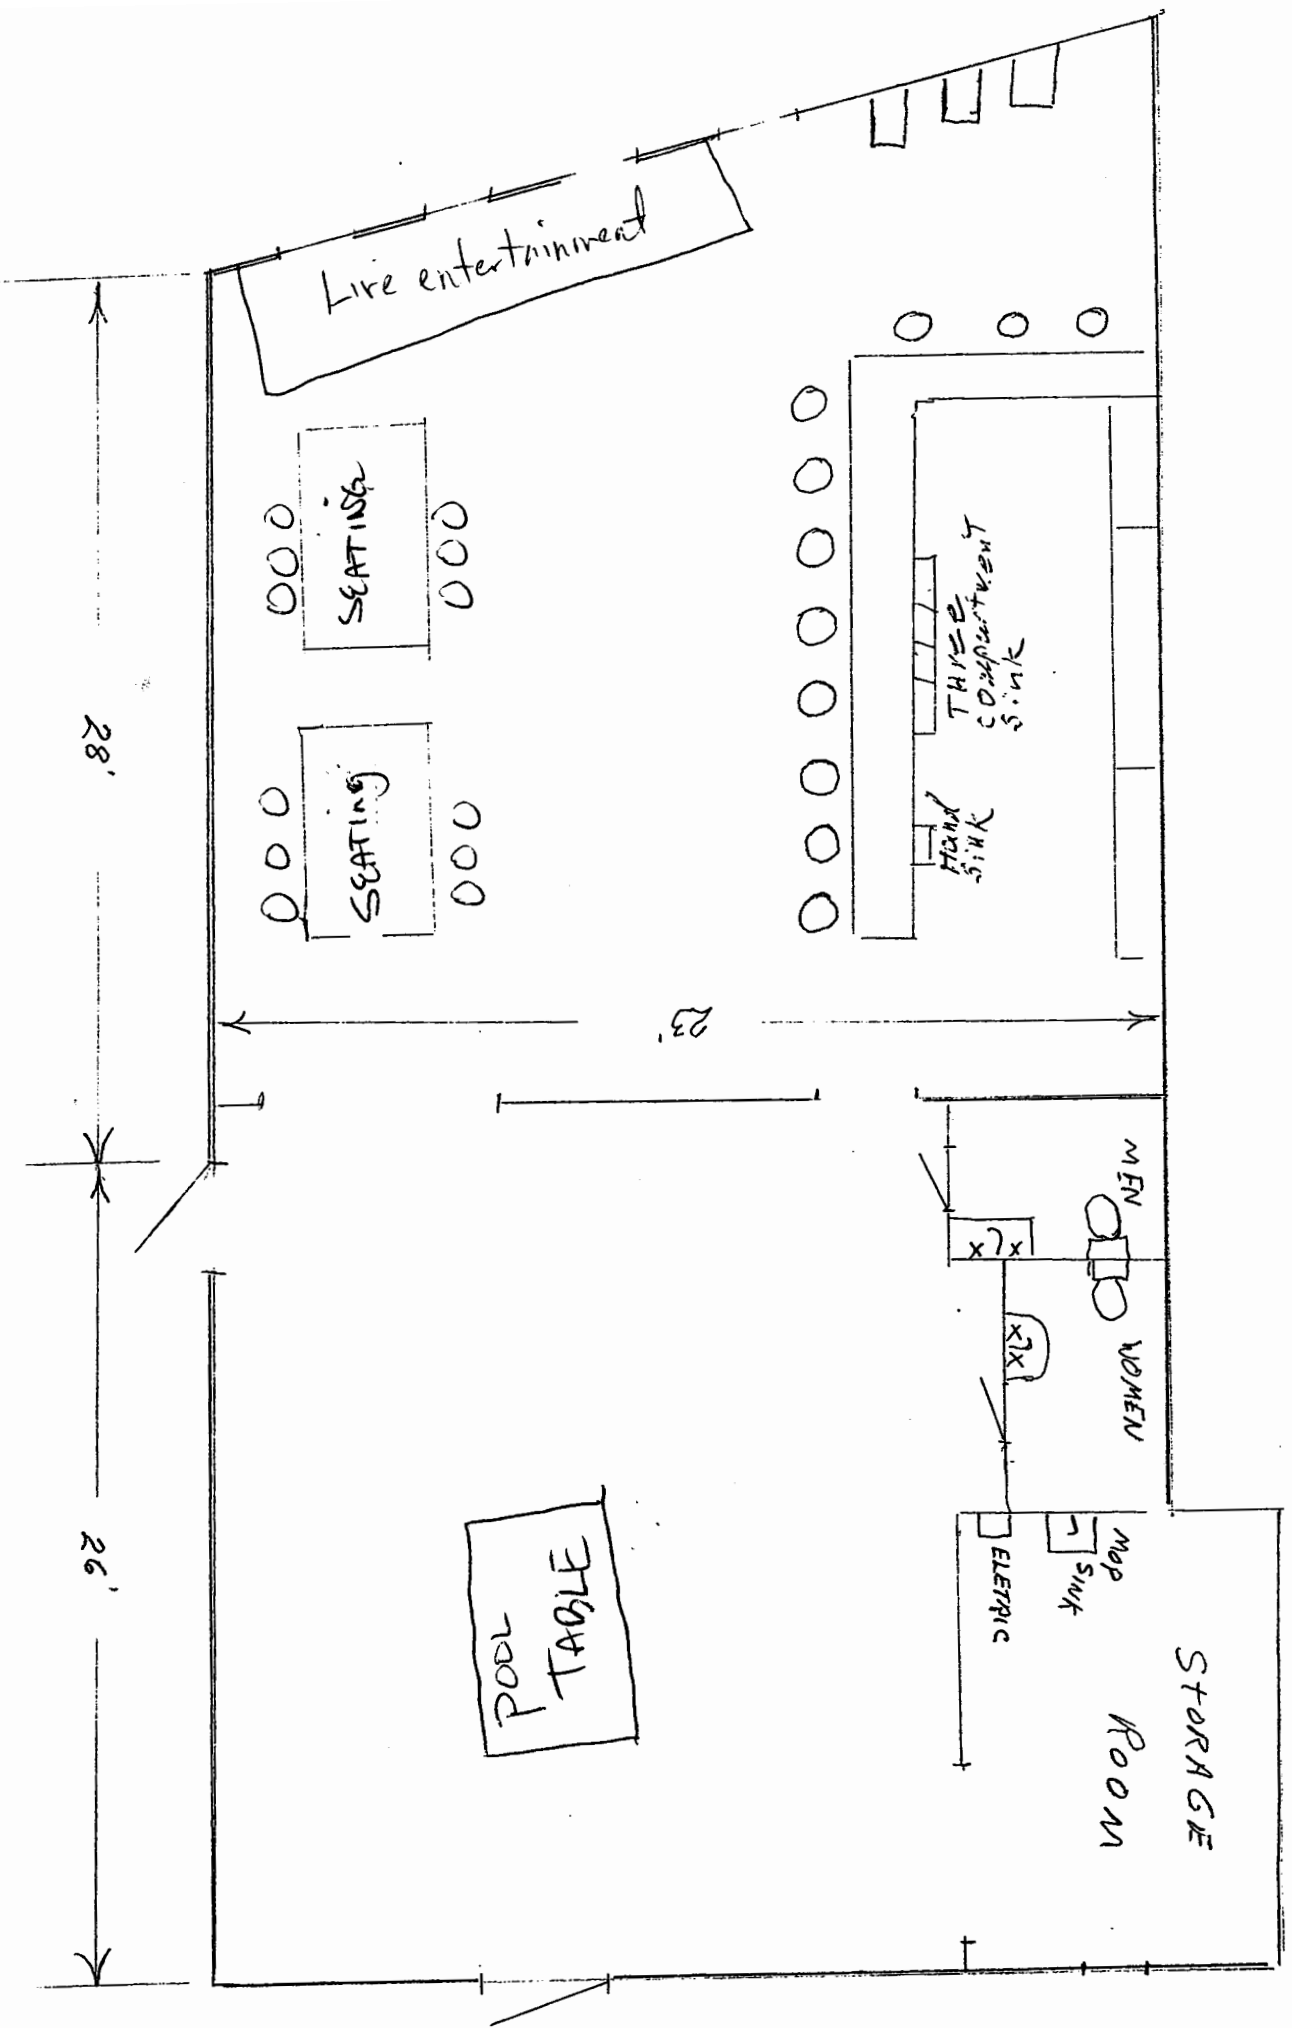 Live entertainment
SEATING
SEATing
THree
compartment
sink
Hand
sink
28'
23'
MEN
WOMEN
26'
POOL
TABLE
ELETRIC
MOP
SINK
STORAGE
ROOM